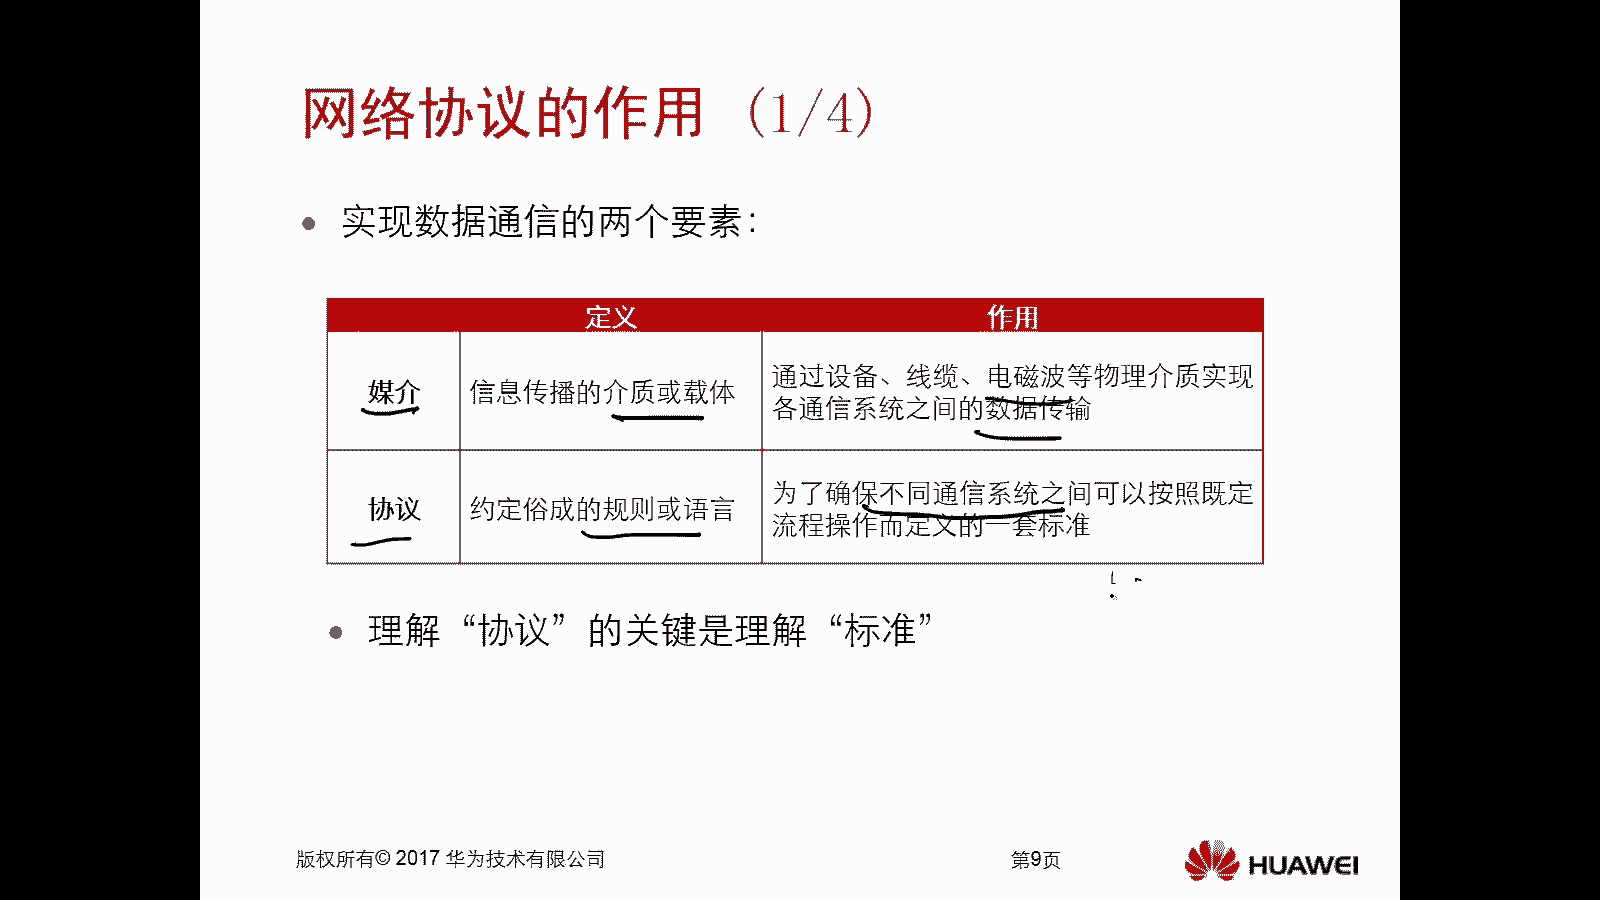 网络协议的作用 (1/4)
实现数据通信的两个要素：
定义
作用
媒介
信息传播的介质或载体
通过设备、线缆、电磁波等物理介质实现
各通信系统之间的数据传输
协议
约定俗成的规则或语言
为了确保不同通信系统之间可以按照既定
流程操作而定义的一套标准
理解“协议”的关键是理解“标准”
版权所有© 2017 华为技术有限公司
第9页
HUAWEI